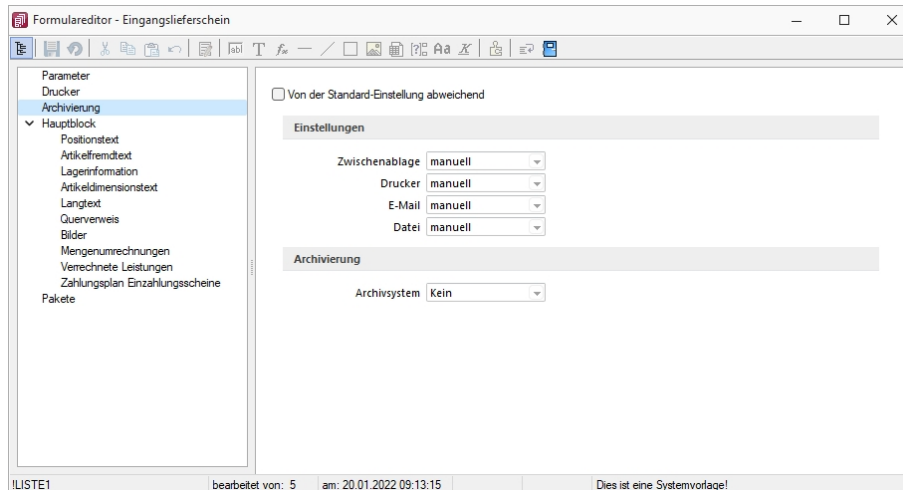 Formulareditor - Eingangslieferschein
Parameter
Drucker
Archivierung
Hauptblock
Positionstext
Artikelfremdtext
Lagerinformation
Artikeldimensionstext
Langtext
Querverweis
Bilder
Mengenumrechnungen
Verrechnete Leistungen
Zahlungsplan Einzahlungsscheine
Pakete
Von der Standard-Einstellung abweichend
Einstellungen
Zwischenablage manuell
Drucker manuell
E-Mail manuell
Datei manuell
Archivierung
Archivsystem Kein
!LISTE1 bearbeitet von: 5 am: 20.01.2022 09:13:15 Dies ist eine Systemvorlage!